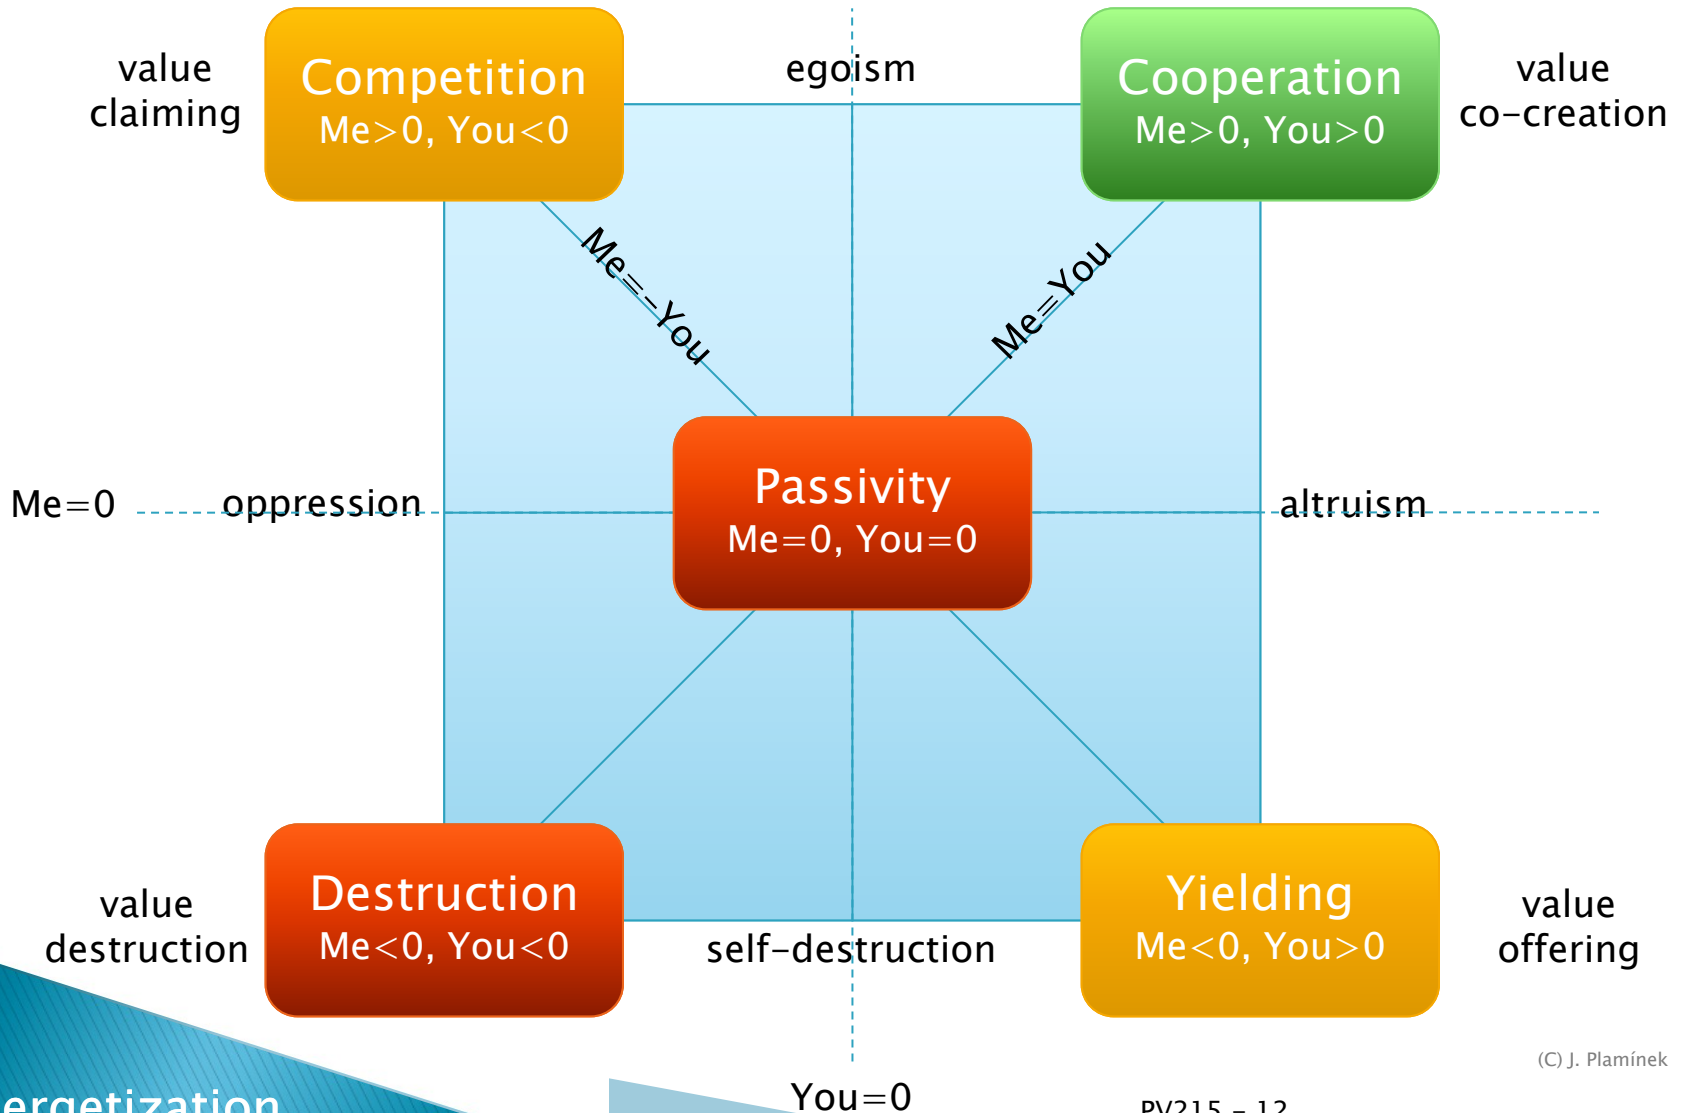 value
claiming
Competition
Me>0, You<0
egoism
Cooperation
Me>0, You>0
value
co-creation
Me=-You
Me=You
Me=0
oppression
Passivity
Me=0, You=0
altruism
value
destruction
Destruction
Me<0, You<0
self-destruction
Yielding
Me<0, You>0
value
offering
(C) J. Plamínek
ergetization
You=0
PV215 - 12